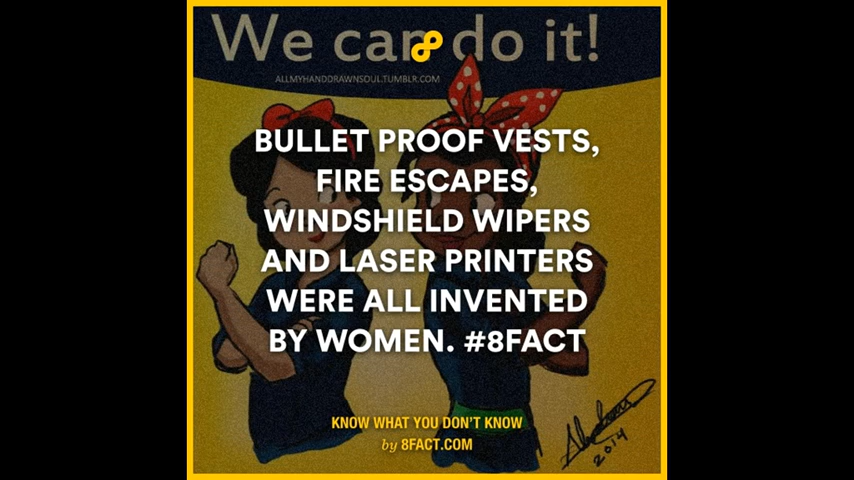 We can do it!
ALLMYHANDDRAWNSOUL.TUMBLR.COM
BULLET PROOF VESTS,
FIRE ESCAPES,
WINDSHIELD WIPERS
AND LASER PRINTERS
WERE ALL INVENTED
BY WOMEN. #8FACT
KNOW WHAT YOU DON'T KNOW
by 8FACT.COM
2014